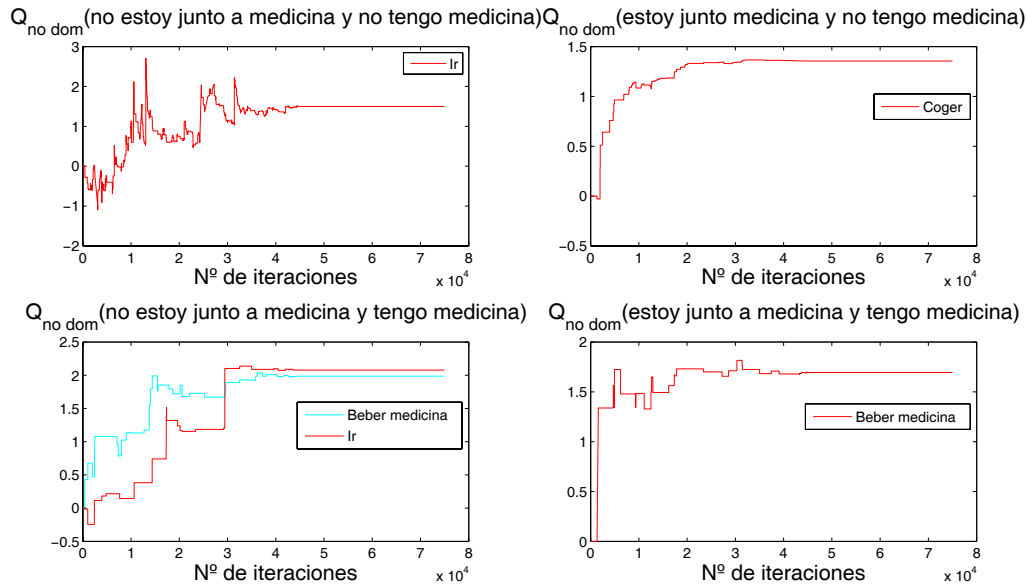 Q no dom (no estoy junto a medicina y no tengo medicina)
3
2
1
0
−1
−2
Ir
0 1 2 3 4 5 6 7 8
Nº de iteraciones
x 10^4
Q no dom (estoy junto medicina y no tengo medicina)
1.5
1
0.5
0
−0.5
Coger
0 1 2 3 4 5 6 7 8
Nº de iteraciones
x 10^4
Q no dom (no estoy junto a medicina y tengo medicina)
2.5
2
1.5
1
0.5
0
−0.5
Beber medicina
Ir
0 1 2 3 4 5 6 7 8
Nº de iteraciones
x 10^4
Q no dom (estoy junto a medicina y tengo medicina)
2
1.5
1
0.5
0
Beber medicina
0 1 2 3 4 5 6 7 8
Nº de iteraciones
x 10^4